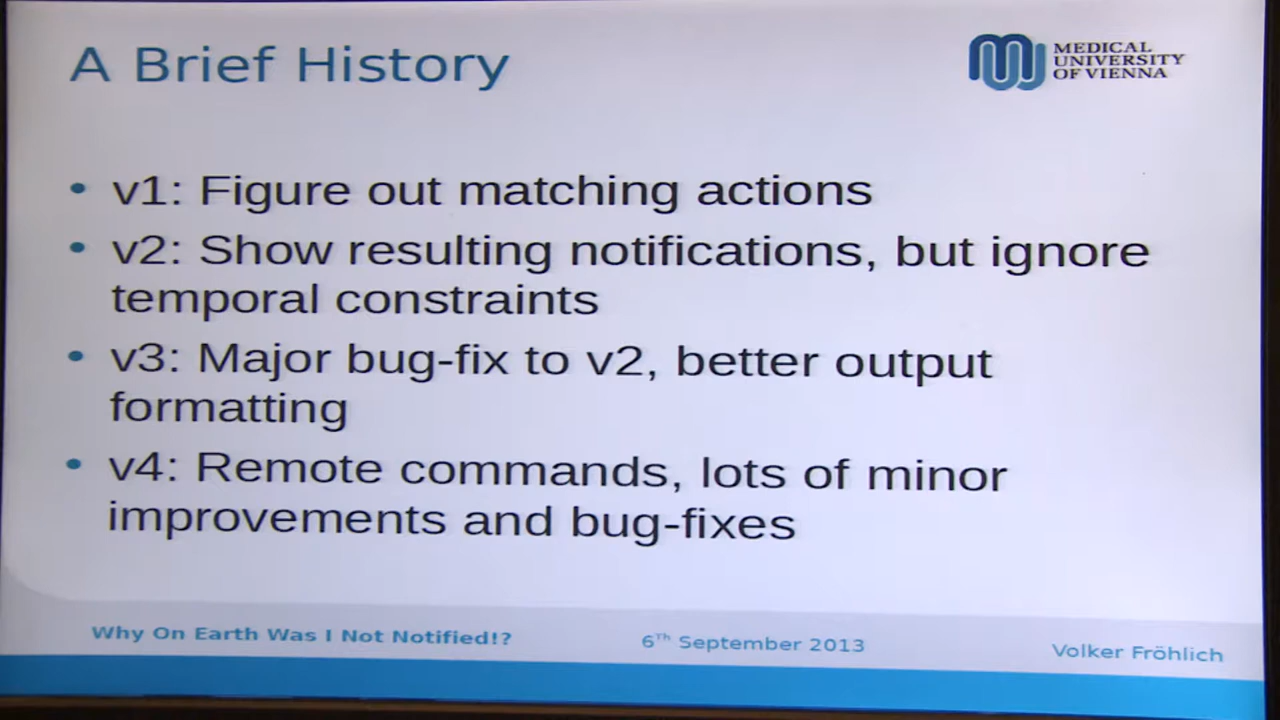 A Brief History
MEDICAL
UNIVERSITY
OF VIENNA
• v1: Figure out matching actions
• v2: Show resulting notifications, but ignore
temporal constraints
• v3: Major bug-fix to v2, better output
formatting
• v4: Remote commands, lots of minor
improvements and bug-fixes
Why On Earth Was I Not Notified!?
6Th September 2013
Volker Fröhlich